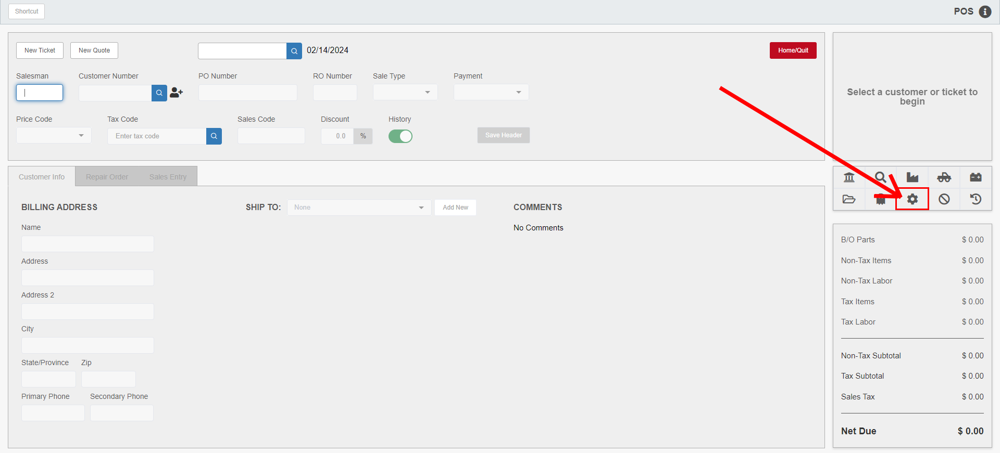 Shortcut
POS
New Ticket
New Quote
02/14/2024
Home/Quit
Salesman
Customer Number
PO Number
RO Number
Sale Type
Payment
Price Code
Tax Code
Sales Code
Discount
History
Enter tax code
0.0
%
Save Header
Select a customer or ticket to
begin
Customer Info
Repair Order
Sales Entry
BILLING ADDRESS
SHIP TO:
None
Add New
COMMENTS
No Comments
Name
Address
Address 2
City
State/Province
Zip
Primary Phone
Secondary Phone
B/O Parts $ 0.00
Non-Tax Items $ 0.00
Non-Tax Labor $ 0.00
Tax Items $ 0.00
Tax Labor $ 0.00
Non-Tax Subtotal $ 0.00
Tax Subtotal $ 0.00
Sales Tax $ 0.00
Net Due $ 0.00